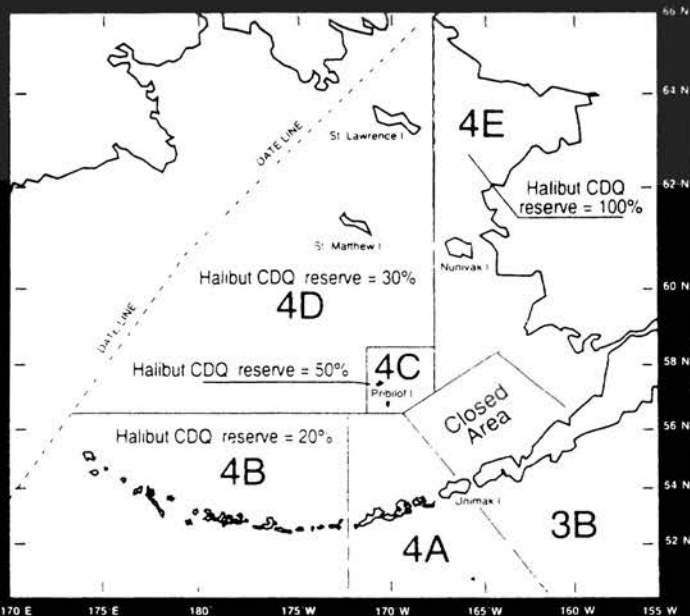 66 N
64 N
62 N
60 N
58 N
56 N
54 N
52 N
DATE LINE
St. Lawrence I
4E
Halibut CDQ
reserve = 100%
St. Matthew I
Nunivak I
Halibut CDQ reserve = 30%
4D
DATE LINE
4C
Halibut CDQ reserve = 50%
Pribilof I
Closed
Area
Halibut CDQ reserve = 20%
4B
Unimak I
3B
4A
170 E
175 E
180
175 W
170 W
165 W
160 W
155 W